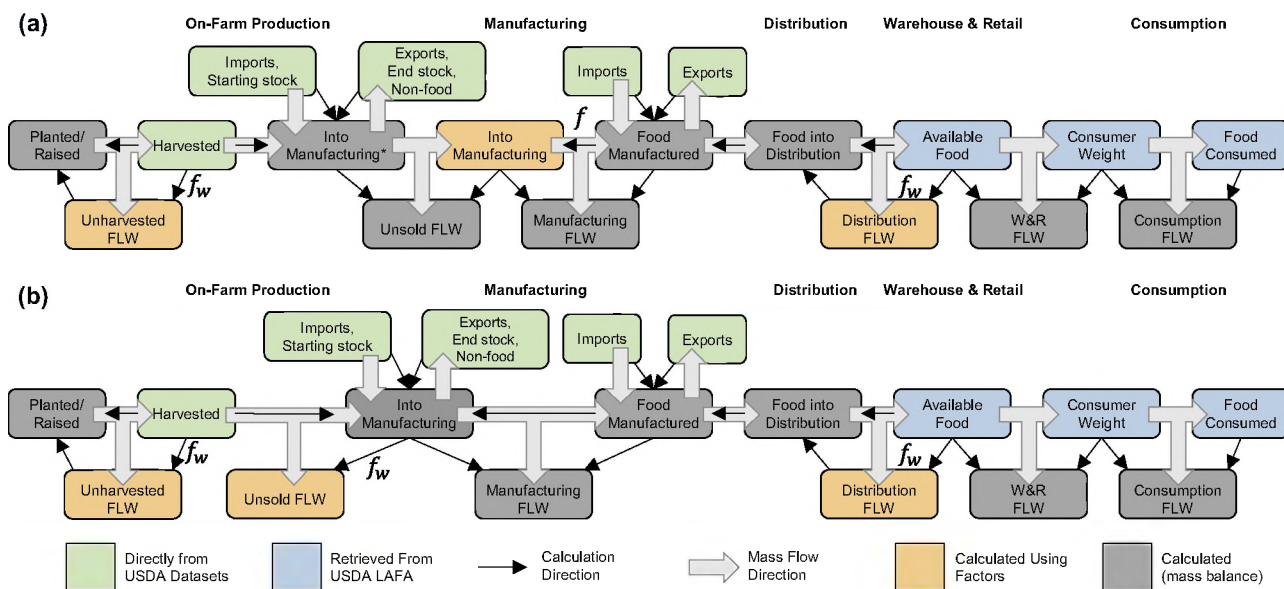 (a)
On-Farm Production
Manufacturing
Distribution
Warehouse & Retail
Consumption
Imports,
Starting stock
Exports,
End stock,
Non-food
Imports
Exports
f
Planted/
Raised
Harvested
Into
Manufacturing*
Into
Manufacturing
Food
Manufactured
Food into
Distribution
Available
Food
Consumer
Weight
Food
Consumed
fw
fw
Unharvested
FLW
Unsold FLW
Manufacturing
FLW
Distribution
FLW
W&R
FLW
Consumption
FLW
(b)
On-Farm Production
Manufacturing
Distribution
Warehouse & Retail
Consumption
Imports,
Starting stock
Exports,
End stock,
Non-food
Imports
Exports
Planted/
Raised
Harvested
Into
Manufacturing
Food
Manufactured
Food into
Distribution
Available
Food
Consumer
Weight
Food
Consumed
fw
fw
fw
Unharvested
FLW
Unsold FLW
Manufacturing
FLW
Distribution
FLW
W&R
FLW
Consumption
FLW
Directly from
USDA Datasets
Retrieved From
USDA LAFA
Calculation
Direction
Mass Flow
Direction
Calculated Using
Factors
Calculated
(mass balance)